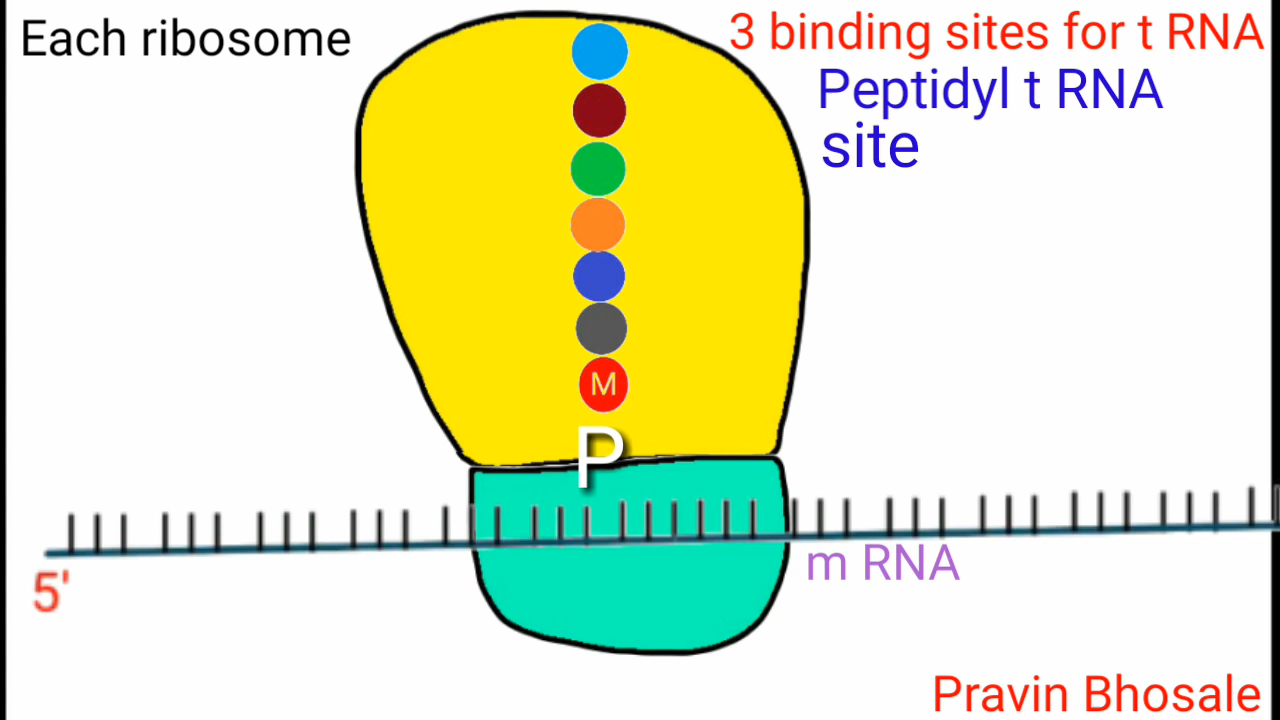 Each ribosome
3 binding sites for t RNA
Peptidyl t RNA
site
M
P
m RNA
5'
Pravin Bhosale